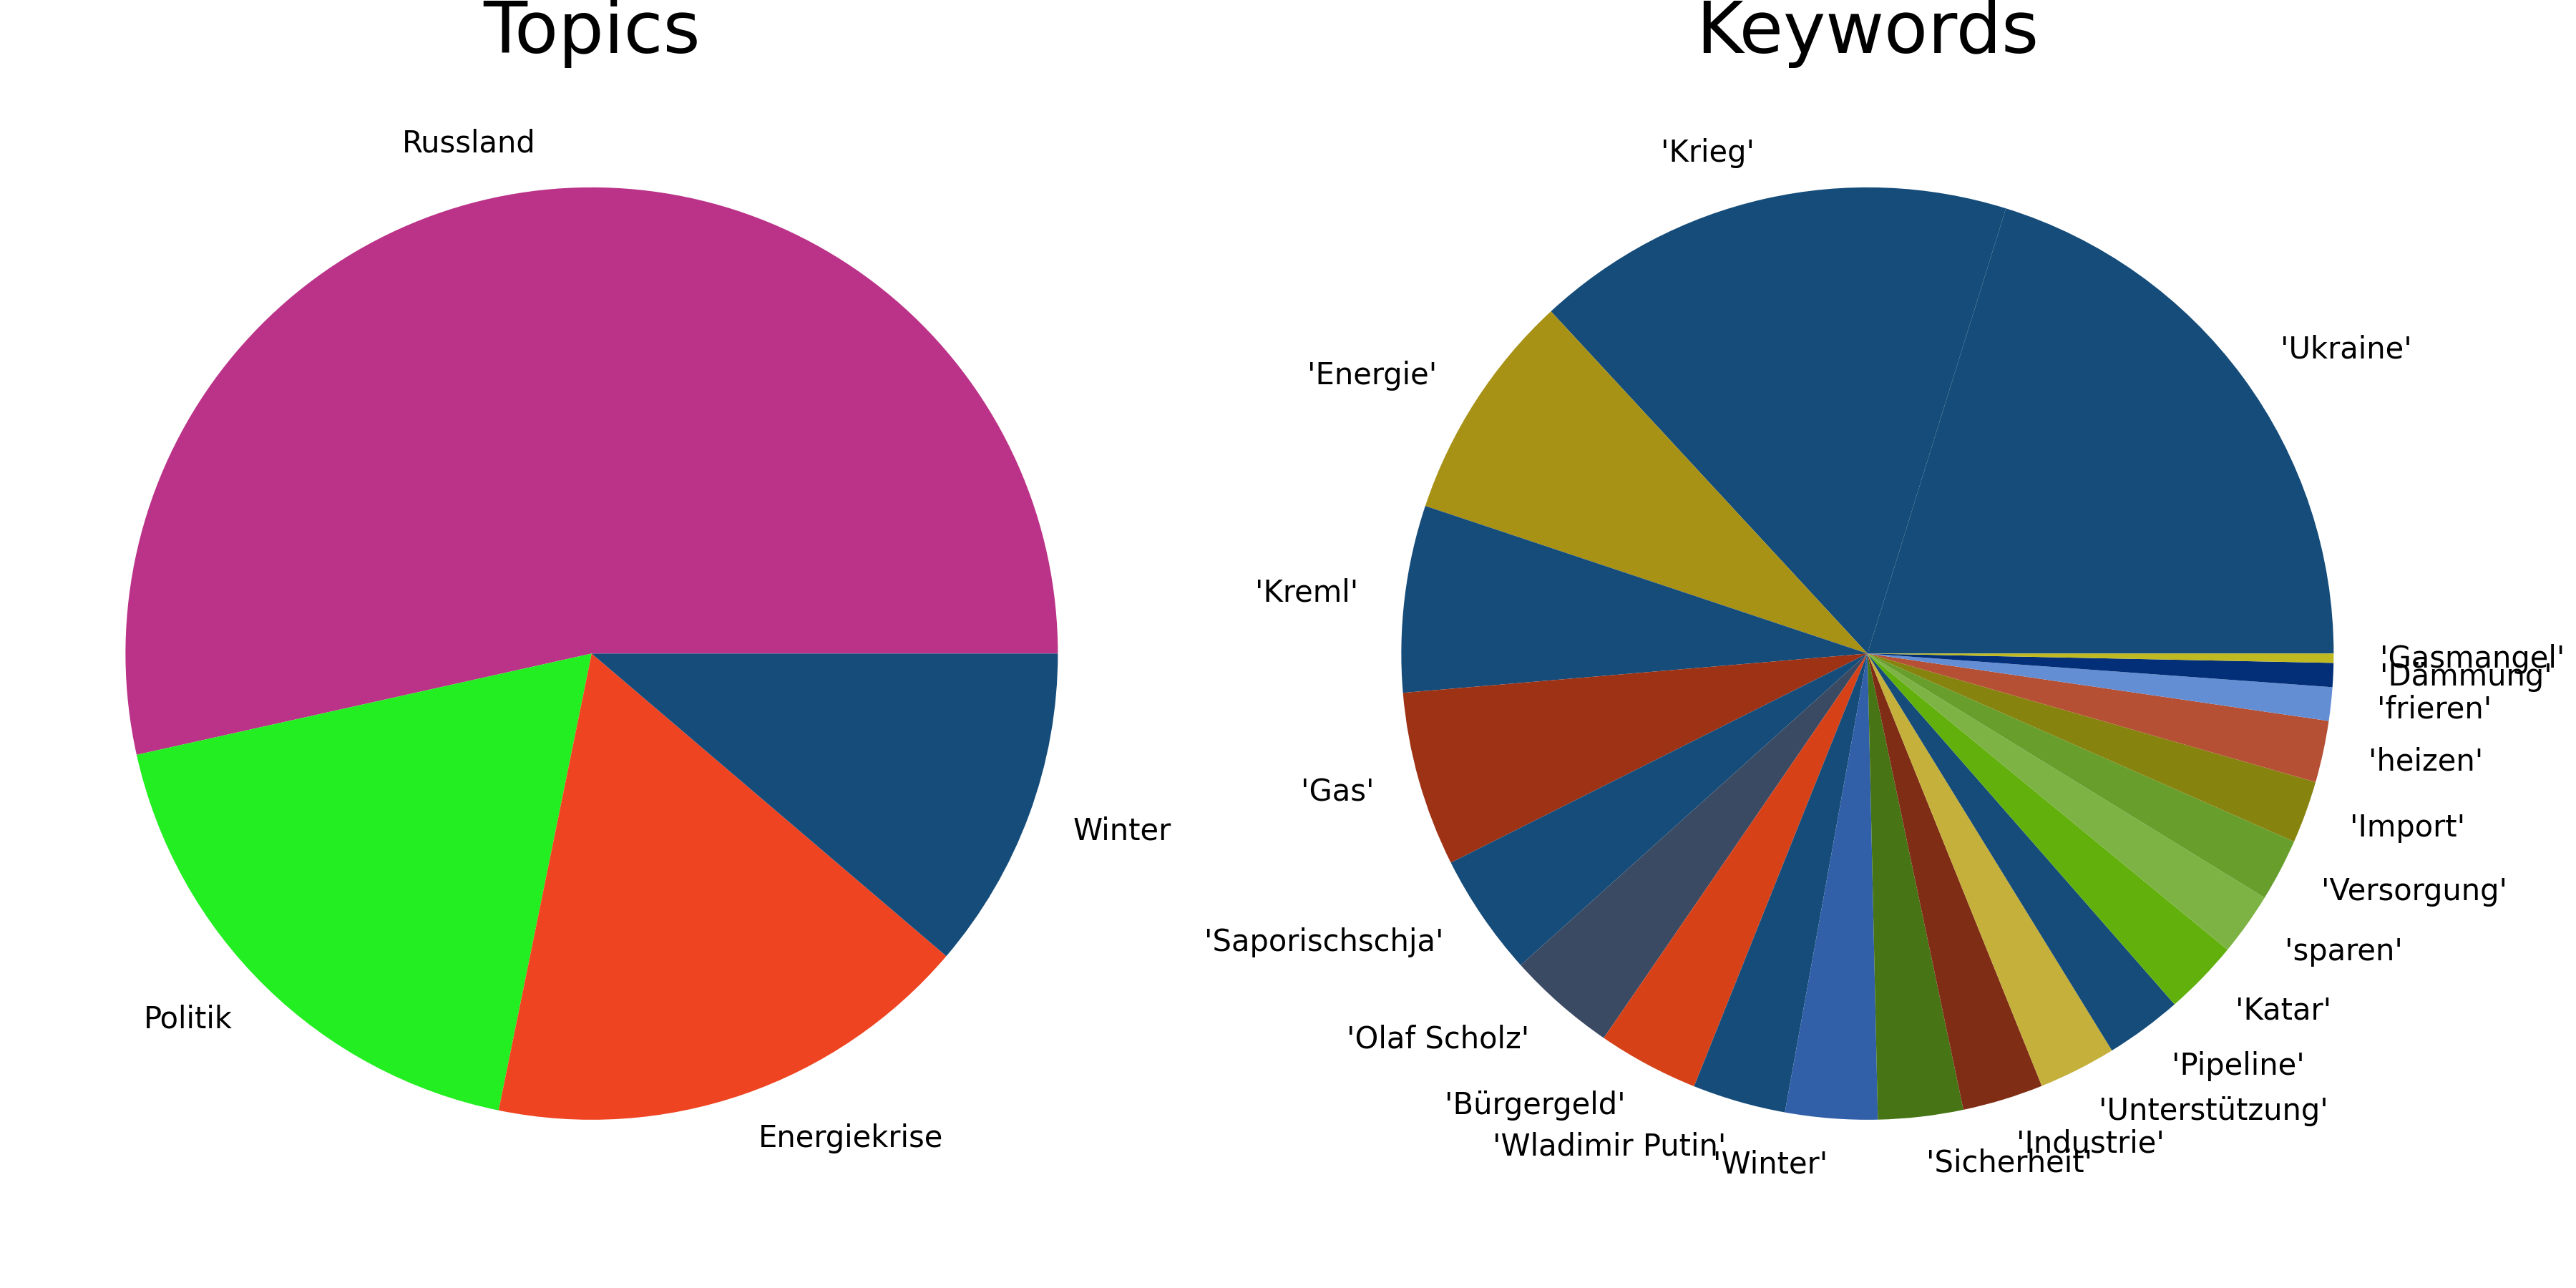 Topics
Russland
Politik
Energiekrise
Winter
Keywords
'Ukraine'
'Krieg'
'Energie'
'Kreml'
'Gas'
'Saporischschja'
'Olaf Scholz'
'Bürgergeld'
'Wladimir Putin'
'Winter'
'Sicherheit'
'Industrie'
'Unterstützung'
'Pipeline'
'Katar'
'sparen'
'Versorgung'
'Import'
'heizen'
'frieren'
'Dämmung'
'Gasmangel'